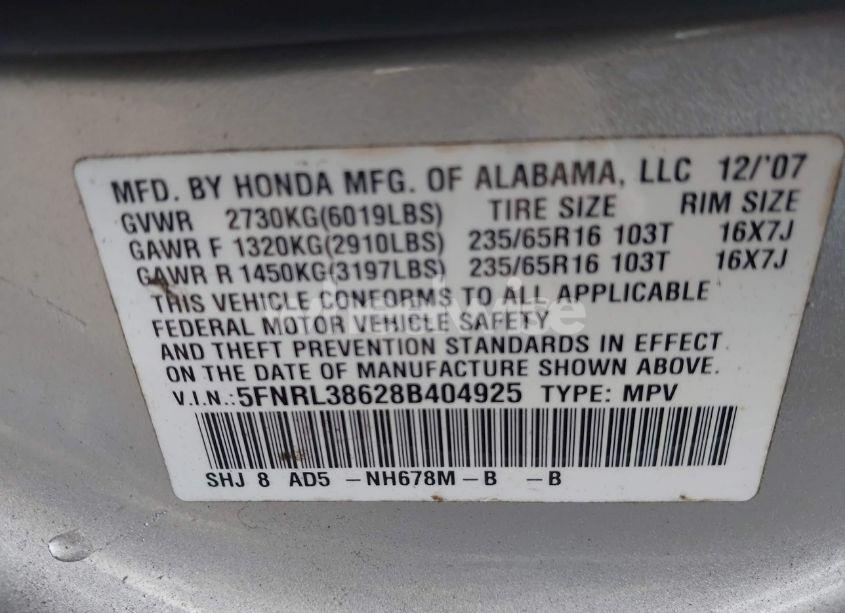 MFD. BY HONDA MFG. OF ALABAMA, LLC 12/'07
GVWR 2730KG(6019LBS) TIRE SIZE RIM SIZE
GAWR F 1320KG(2910LBS) 235/65R16 103T 16X7J
GAWR R 1450KG(3197LBS) 235/65R16 103T 16X7J
THIS VEHICLE CONFORMS TO ALL APPLICABLE
FEDERAL MOTOR VEHICLE SAFETY
AND THEFT PREVENTION STANDARDS IN EFFECT
ON THE DATE OF MANUFACTURE SHOWN ABOVE.
V.I.N.:5FNRL38628B404925 TYPE: MPV
SHJ 8 AD5 -NH678M-B -B